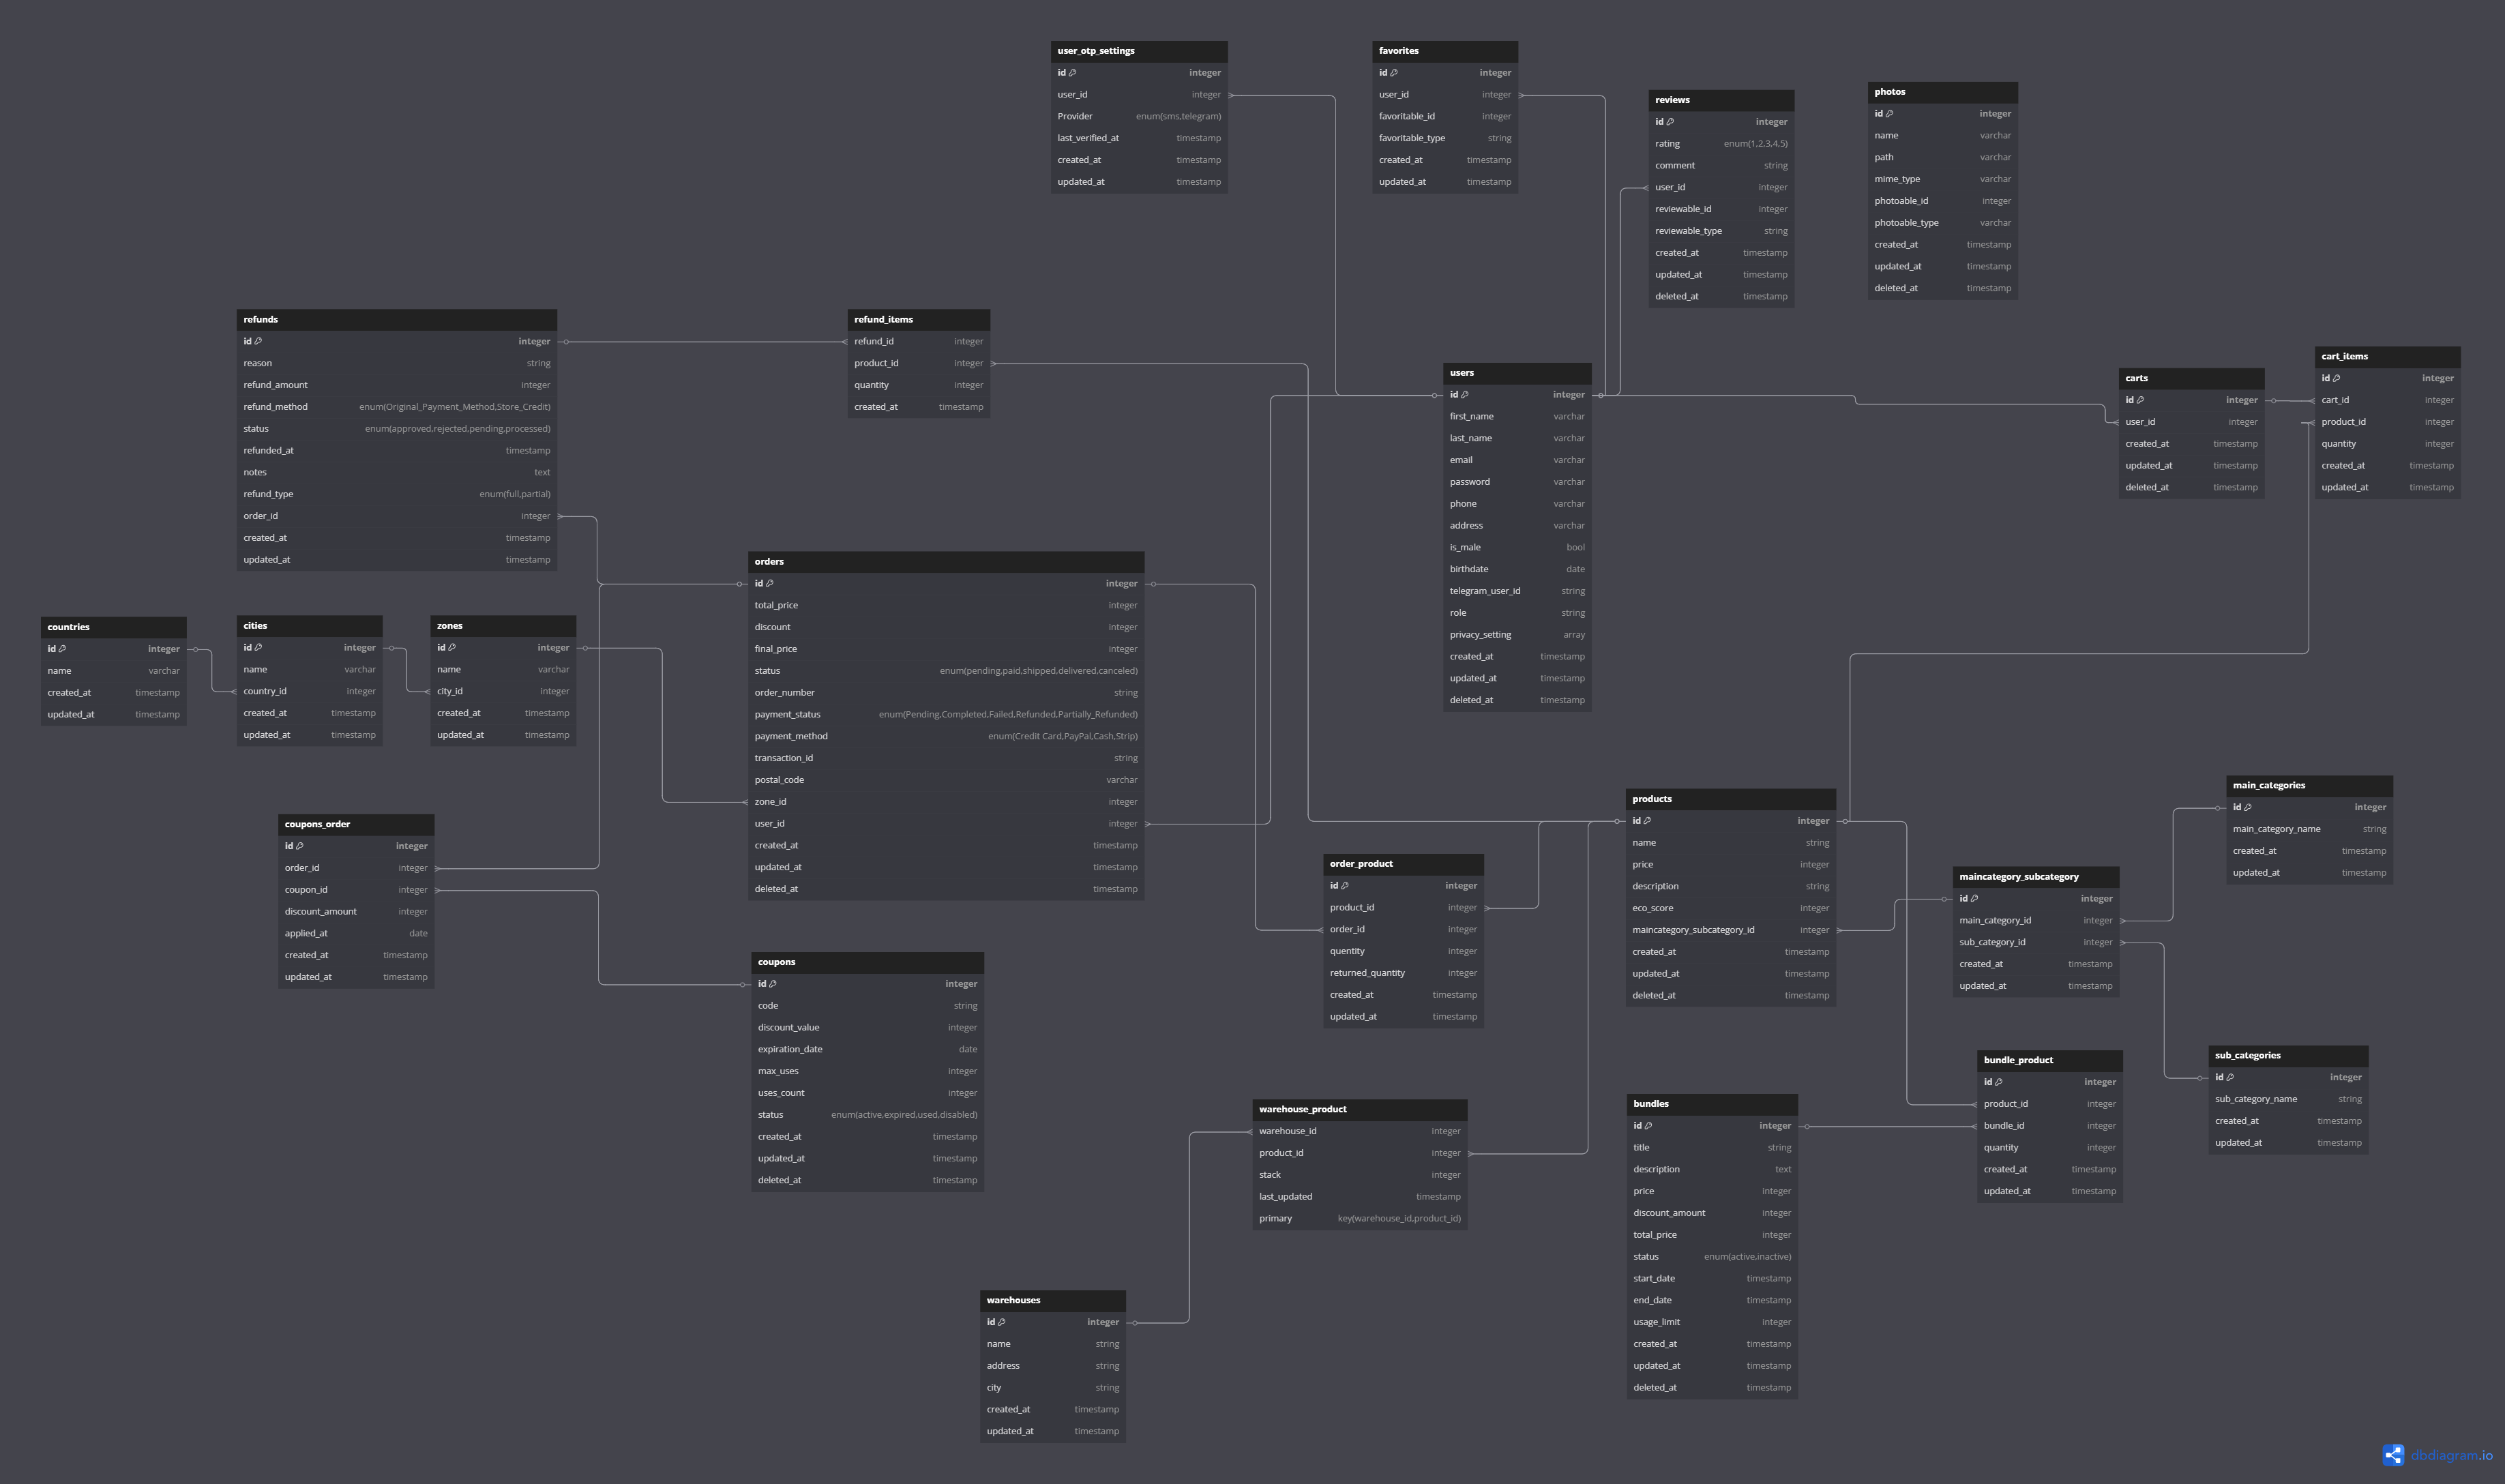 user_otp_settings
id integer
user_id integer
Provider enum(sms,telegram)
last_verified_at timestamp
created_at timestamp
updated_at timestamp
favorites
id integer
user_id integer
favoritable_id integer
favoritable_type string
created_at timestamp
updated_at timestamp
reviews
id integer
rating enum(1,2,3,4,5)
comment string
user_id integer
reviewable_id integer
reviewable_type string
created_at timestamp
updated_at timestamp
deleted_at timestamp
photos
id integer
name varchar
path varchar
mime_type varchar
photoable_id integer
photoable_type varchar
created_at timestamp
updated_at timestamp
deleted_at timestamp
refunds
id integer
reason string
refund_amount integer
refund_method enum(Original_Payment_Method,Store_Credit)
status enum(approved,rejected,pending,processed)
refunded_at timestamp
notes text
refund_type enum(full,partial)
order_id integer
created_at timestamp
updated_at timestamp
refund_items
refund_id integer
product_id integer
quantity integer
created_at timestamp
users
id integer
first_name varchar
last_name varchar
email varchar
password varchar
phone varchar
address varchar
is_male bool
birthdate date
telegram_user_id string
role string
privacy_setting array
created_at timestamp
updated_at timestamp
deleted_at timestamp
carts
id integer
user_id integer
created_at timestamp
updated_at timestamp
deleted_at timestamp
cart_items
id integer
cart_id integer
product_id integer
quantity integer
created_at timestamp
updated_at timestamp
countries
id integer
name varchar
created_at timestamp
updated_at timestamp
cities
id integer
name varchar
country_id integer
created_at timestamp
updated_at timestamp
zones
id integer
name varchar
city_id integer
created_at timestamp
updated_at timestamp
orders
id integer
total_price integer
discount integer
final_price integer
status enum(pending,paid,shipped,delivered,canceled)
order_number string
payment_status enum(Pending,Completed,Failed,Refunded,Partially_Refunded)
payment_method enum(Credit Card,PayPal,Cash,Strip)
transaction_id string
postal_code varchar
zone_id integer
user_id integer
created_at timestamp
updated_at timestamp
deleted_at timestamp
coupons_order
id integer
order_id integer
coupon_id integer
discount_amount integer
applied_at date
created_at timestamp
updated_at timestamp
coupons
id integer
code string
discount_value integer
expiration_date date
max_uses integer
uses_count integer
status enum(active,expired,used,disabled)
created_at timestamp
updated_at timestamp
deleted_at timestamp
order_product
id integer
product_id integer
order_id integer
quentity integer
returned_quantity integer
created_at timestamp
updated_at timestamp
products
id integer
name string
price integer
description string
eco_score integer
maincategory_subcategory_id integer
created_at timestamp
updated_at timestamp
deleted_at timestamp
maincategory_subcategory
id integer
main_category_id integer
sub_category_id integer
created_at timestamp
updated_at timestamp
main_categories
id integer
main_category_name string
created_at timestamp
updated_at timestamp
sub_categories
id integer
sub_category_name string
created_at timestamp
updated_at timestamp
bundle_product
id integer
product_id integer
bundle_id integer
quantity integer
created_at timestamp
updated_at timestamp
bundles
id integer
title string
description text
price integer
discount_amount integer
total_price integer
status enum(active,inactive)
start_date timestamp
end_date timestamp
usage_limit integer
created_at timestamp
updated_at timestamp
deleted_at timestamp
warehouse_product
warehouse_id integer
product_id integer
stack integer
last_updated timestamp
primary key(warehouse_id,product_id)
warehouses
id integer
name string
address string
city string
created_at timestamp
updated_at timestamp
dbdiagram.io